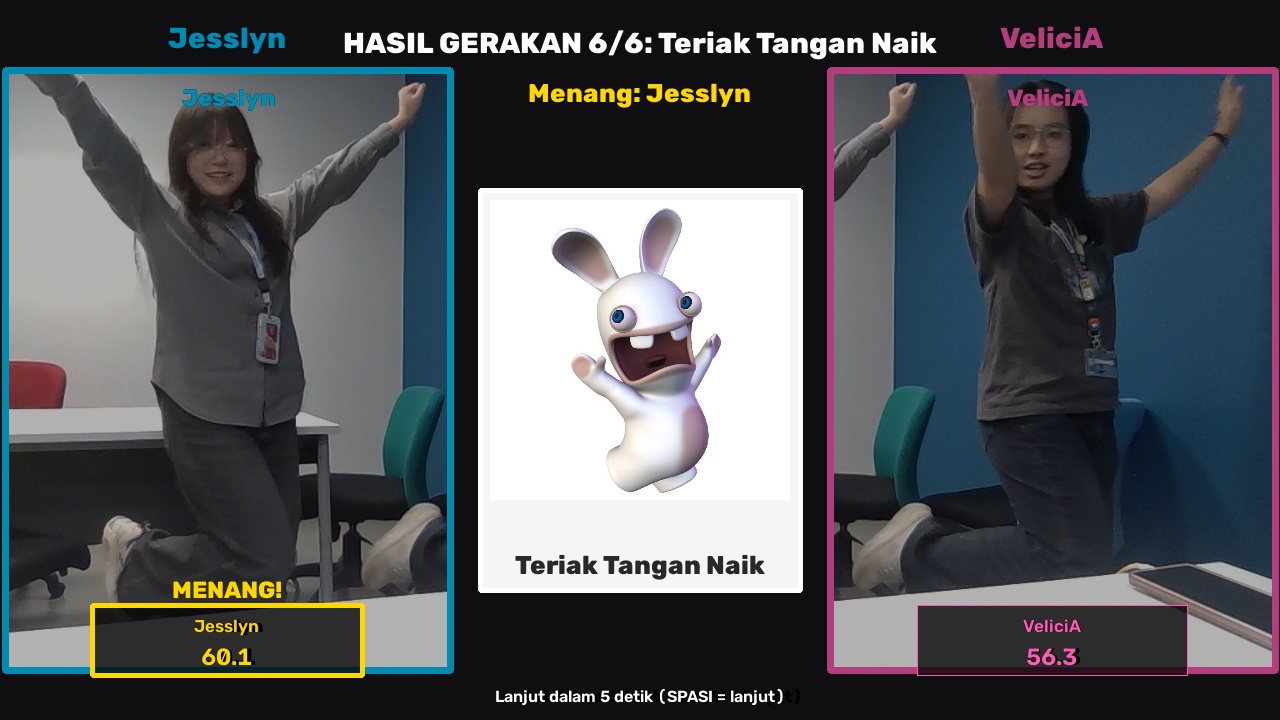 Jesslyn
HASIL GERAKAN 6/6: Teriak Tangan Naik
VeliciA
Menang: Jesslyn
Jesslyn
VeliciA
Teriak Tangan Naik
MENANG!
Jesslyn
60.1
VeliciA
56.3
Lanjut dalam 5 detik (SPASI = lanjut)